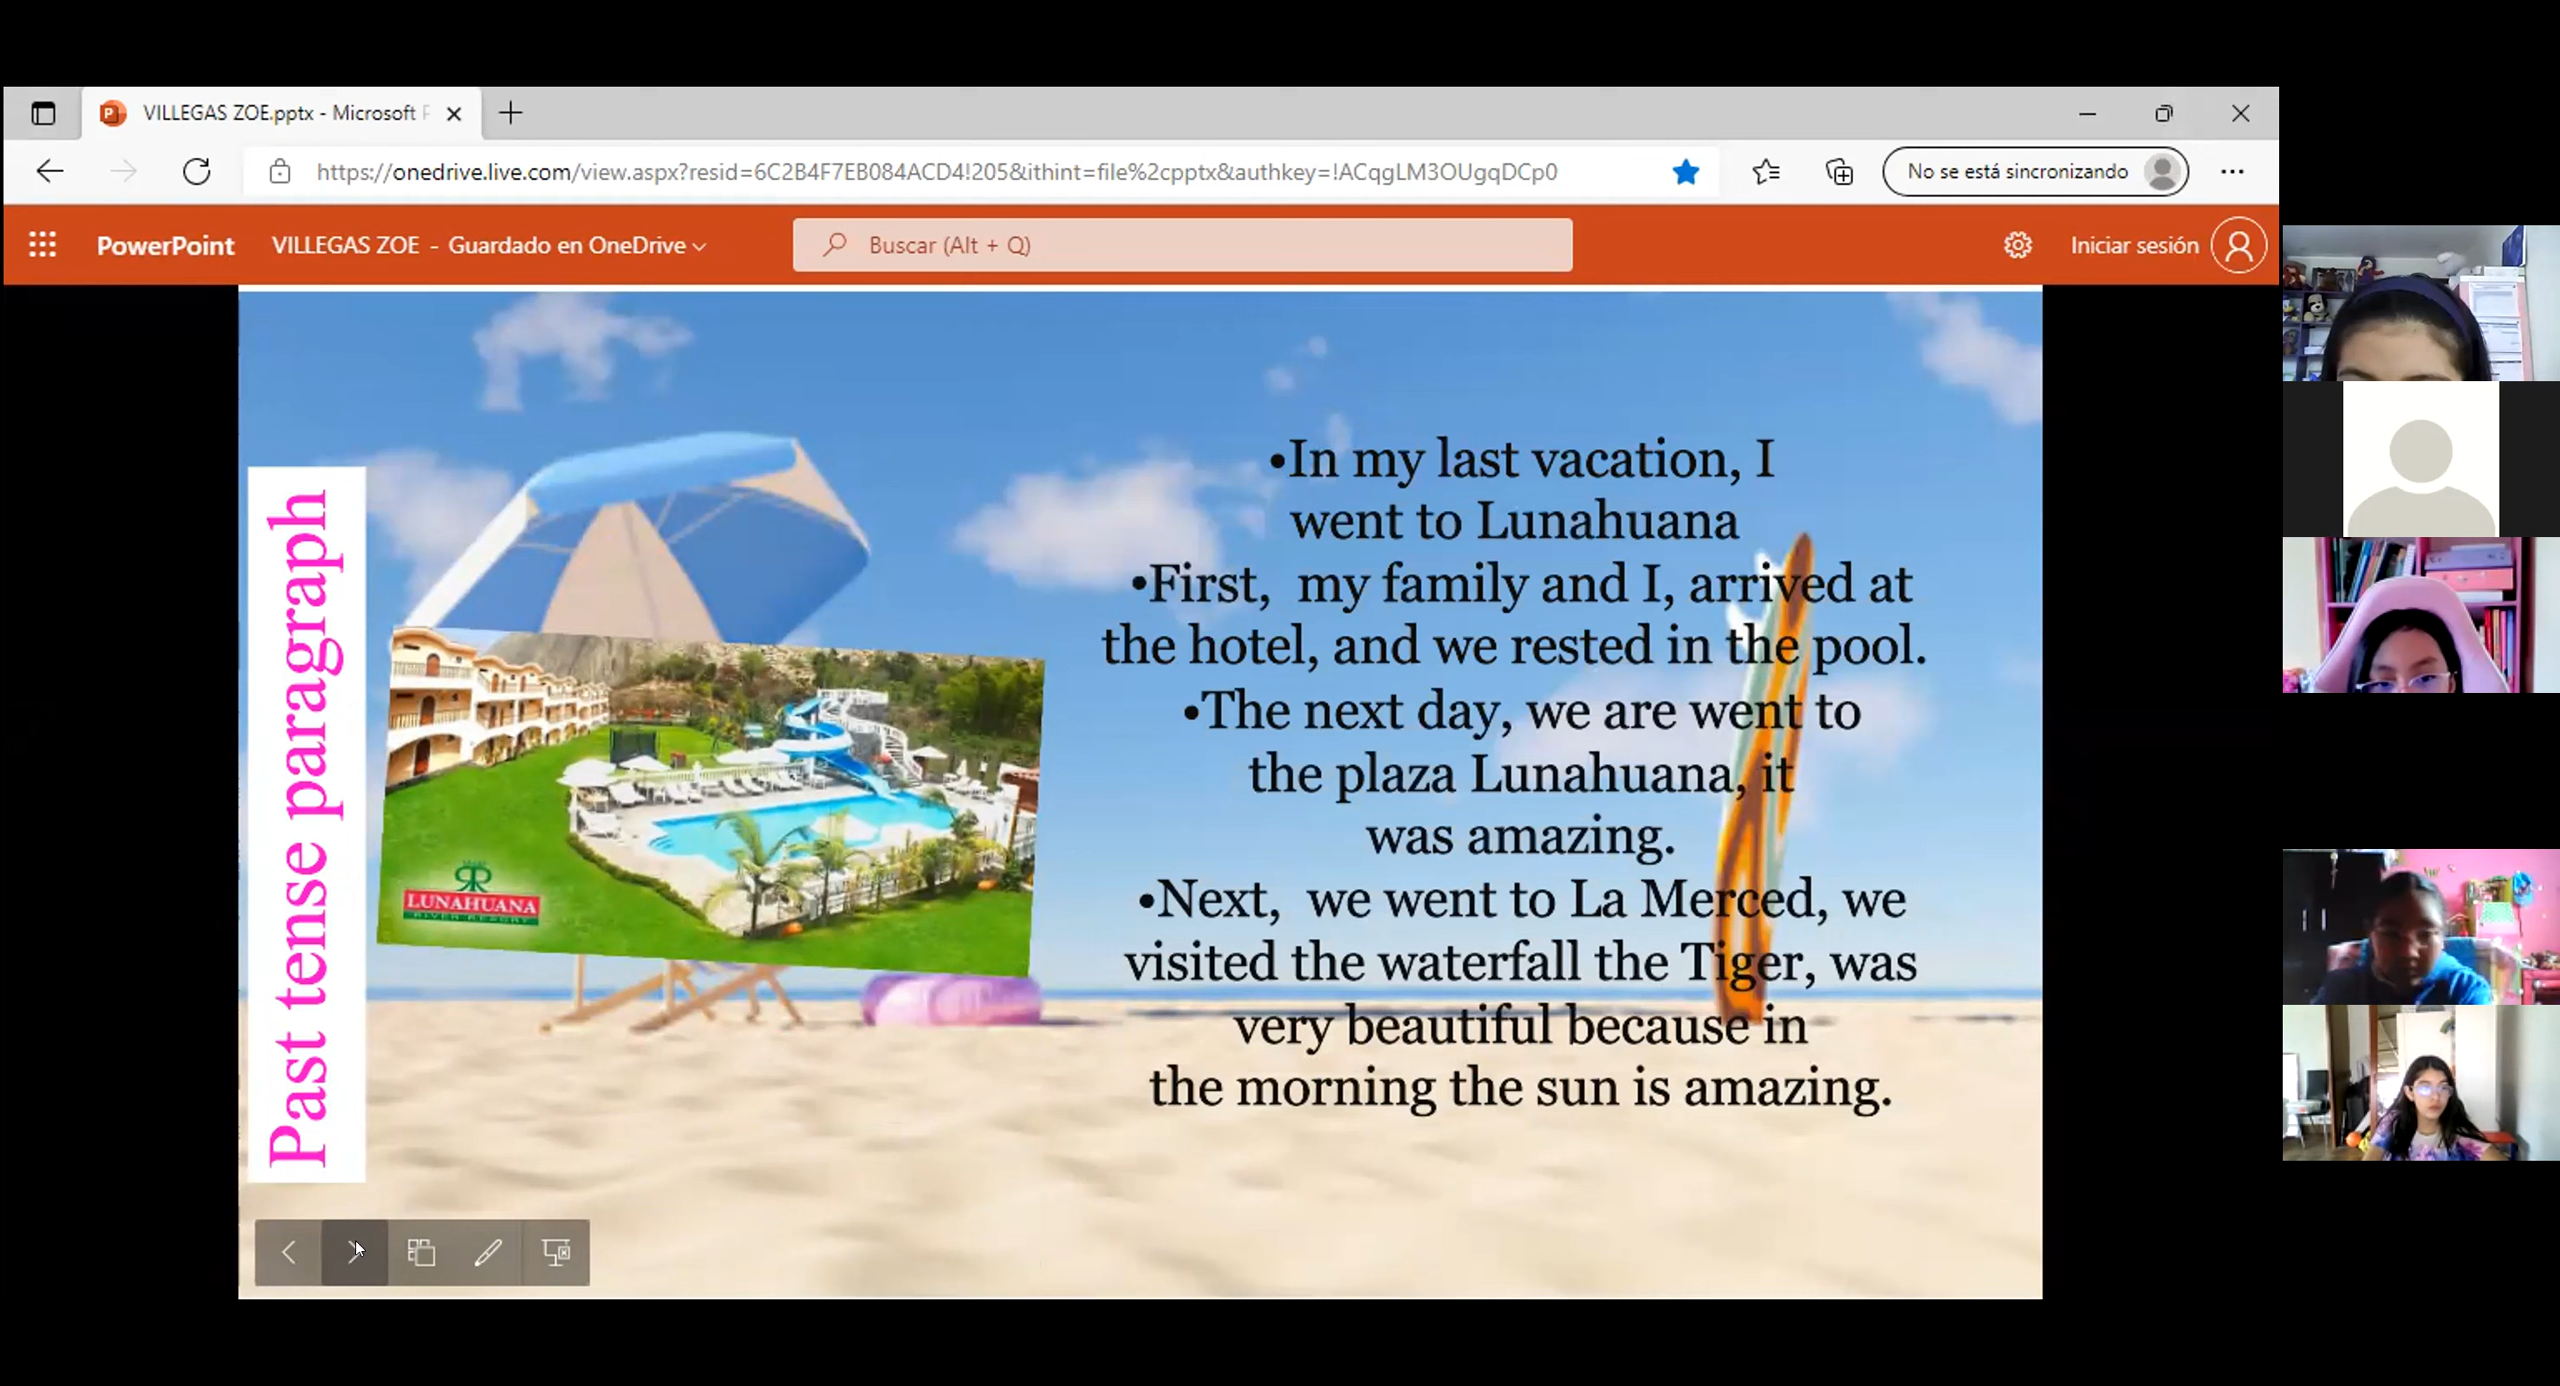 VILLEGAS ZOE.pptx - Microsoft
https://onedrive.live.com/view.aspx?resid=6C2B4F7EB084ACD4!205&ithint=file%2cpptx&authkey=!ACqgLM3OUgqDCp0
No se está sincronizando
PowerPoint
VILLEGAS ZOE - Guardado en OneDrive
Buscar (Alt + Q)
Iniciar sesión
Past tense paragraph
•In my last vacation, I
went to Lunahuana
•First, my family and I, arrived at
the hotel, and we rested in the pool.
•The next day, we are went to
the plaza Lunahuana, it
was amazing.
•Next, we went to La Merced, we
visited the waterfall the Tiger, was
very beautiful because in
the morning the sun is amazing.
LUNAHUANA
RIVER RESORT